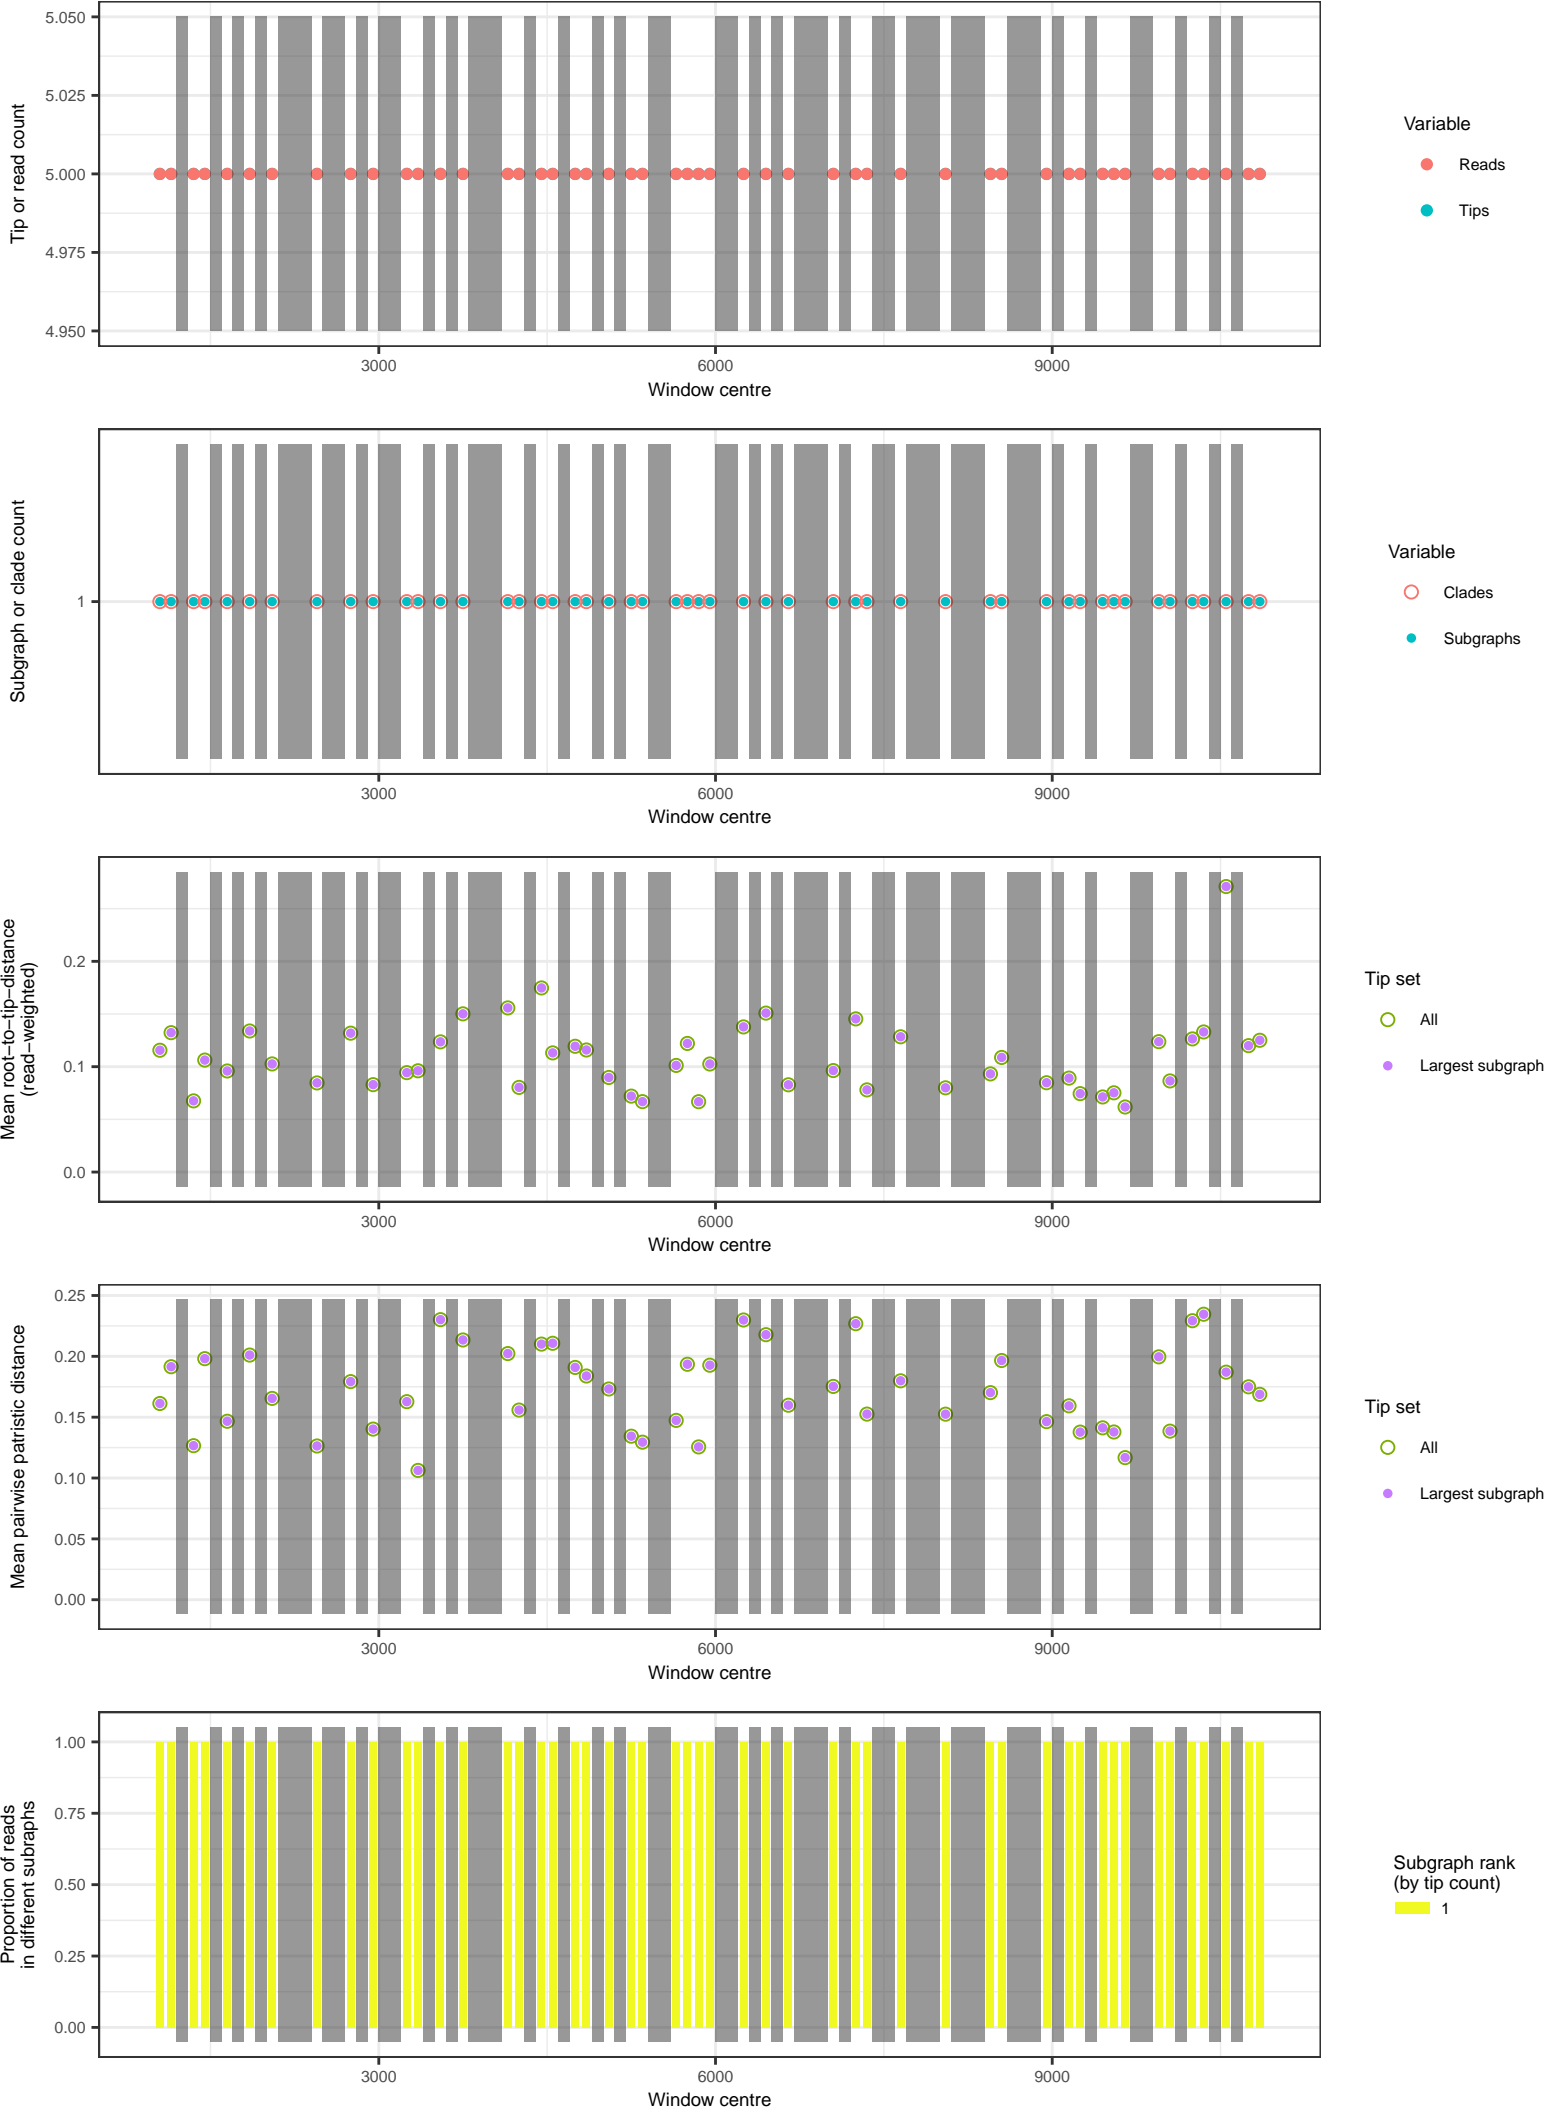 5.050
5.025
5.000
4.975
4.950
Tip or read count
3000 6000 9000
Window centre
Variable
Reads
Tips
1
Subgraph or clade count
3000 6000 9000
Window centre
Variable
Clades
Subgraphs
0.2
0.1
0.0
Mean root−to−tip−distance
(read−weighted)
3000 6000 9000
Window centre
Tip set
All
Largest subgraph
0.25
0.20
0.15
0.10
0.05
0.00
Mean pairwise patristic distance
3000 6000 9000
Window centre
Tip set
All
Largest subgraph
1.00
0.75
0.50
0.25
0.00
Proportion of reads
in different subraphs
3000 6000 9000
Window centre
Subgraph rank
(by tip count)
1